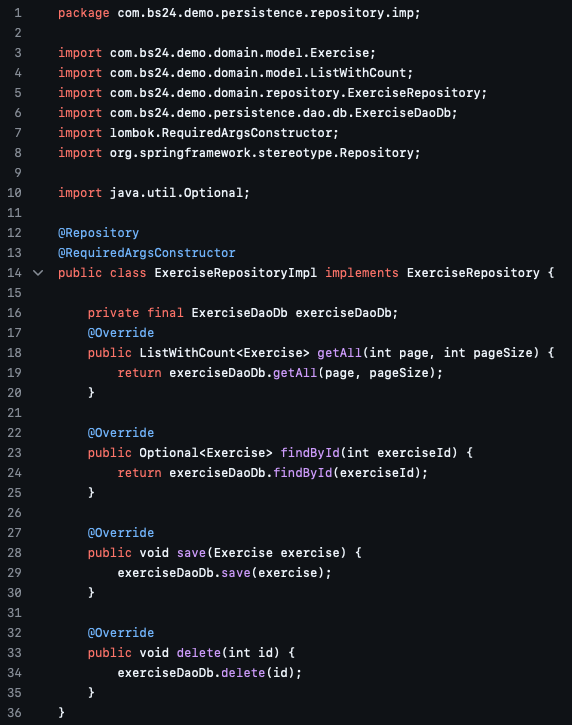 1 package com.bs24.demo.persistence.repository.imp;
2
3 import com.bs24.demo.domain.model.Exercise;
4 import com.bs24.demo.domain.model.ListWithCount;
5 import com.bs24.demo.domain.repository.ExerciseRepository;
6 import com.bs24.demo.persistence.dao.db.ExerciseDaoDb;
7 import lombok.RequiredArgsConstructor;
8 import org.springframework.stereotype.Repository;
9
10 import java.util.Optional;
11
12 @Repository
13 @RequiredArgsConstructor
14 public class ExerciseRepositoryImpl implements ExerciseRepository {
15
16     private final ExerciseDaoDb exerciseDaoDb;
17     @Override
18     public ListWithCount<Exercise> getAll(int page, int pageSize) {
19         return exerciseDaoDb.getAll(page, pageSize);
20     }
21
22     @Override
23     public Optional<Exercise> findById(int exerciseId) {
24         return exerciseDaoDb.findById(exerciseId);
25     }
26
27     @Override
28     public void save(Exercise exercise) {
29         exerciseDaoDb.save(exercise);
30     }
31
32     @Override
33     public void delete(int id) {
34         exerciseDaoDb.delete(id);
35     }
36 }